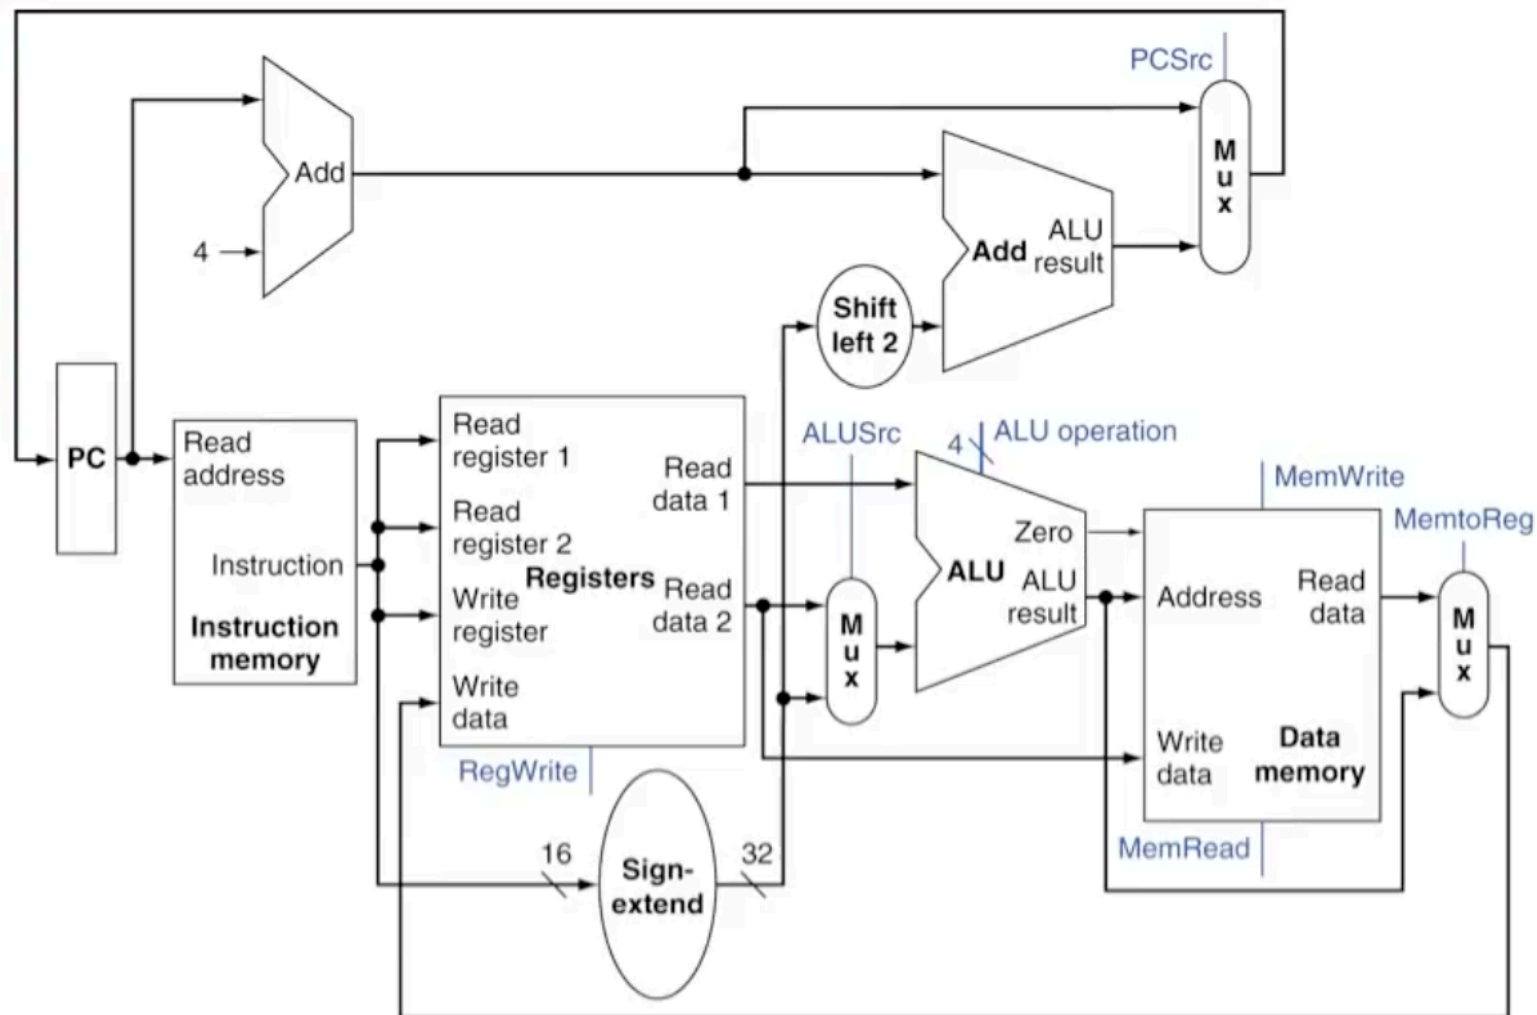 PCSrc
M
u
x
Add
4
Add
ALU
result
Shift
left 2
PC
Read
address
Instruction
Instruction
memory
Read
register 1
Read
register 2
Registers
Write
register
Write
data
Read
data 1
Read
data 2
RegWrite
16
Sign-
extend
32
ALUSrc
M
u
x
4
ALU operation
Zero
ALU
ALU
result
MemWrite
MemtoReg
Address
Read
data
Write
data
Data
memory
MemRead
M
u
x